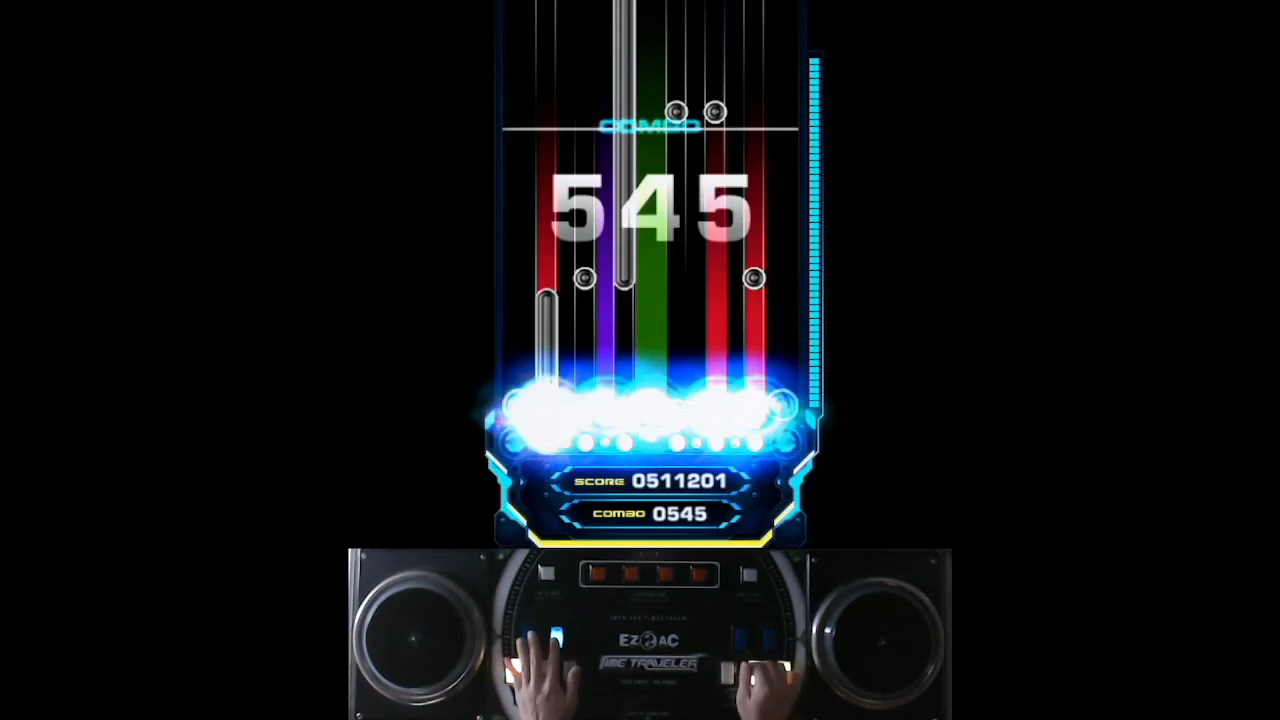 COMBO
545
SCORE 0511201
COMBO 0545
EZ2AC
TIME TRAVELER